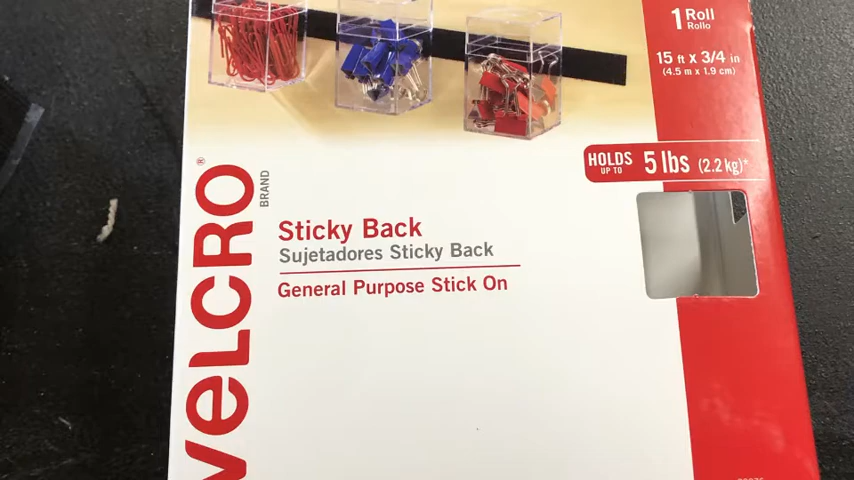 1 Roll
Rollo
15 ft x 3/4 in
(4.5 m x 1.9 cm)
HOLDS UP TO 5 lbs (2.2 kg)*
VELCRO®
BRAND
Sticky Back
Sujetadores Sticky Back
General Purpose Stick On